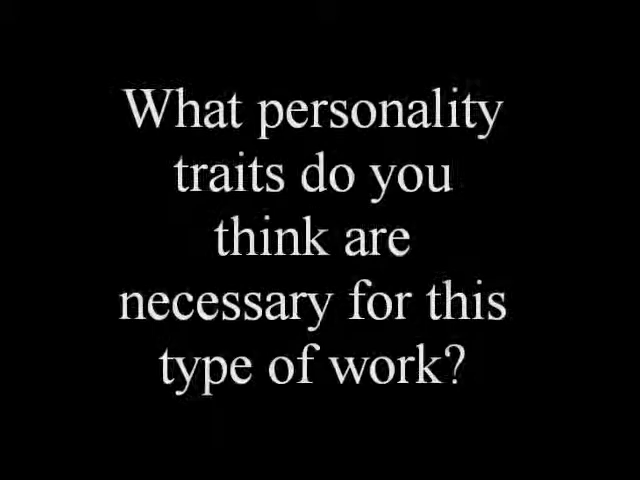 What personality
traits do you
think are
necessary for this
type of work?